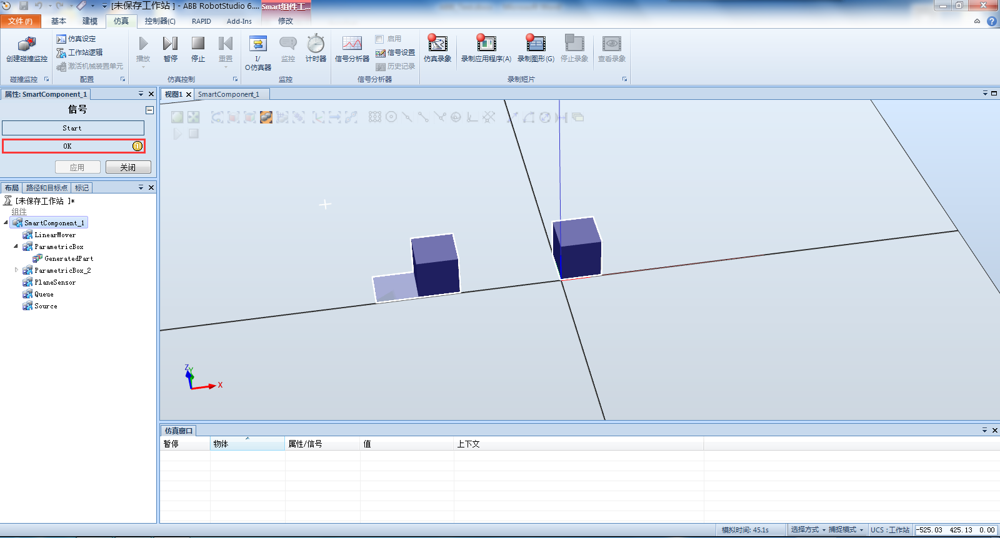 [未保存工作站 ] - ABB RobotStudio 6....
Smart组件工...
文件(F) 基本 建模 仿真 控制器(C) RAPID Add-Ins 修改
创建碰撞监控
碰撞监控
仿真设定
工作站逻辑
激活机械装置单元
配置
播放 暂停 停止 重置
仿真控制
I/
O仿真器
监控 计时器
监控
信号分析器
启用
信号设置
历史记录
信号分析器
仿真录象 录制应用程序(A) 录制图形(G) 停止录象 查看录象
录制短片
属性: SmartComponent_1
信号
Start
OK 1
应用 关闭
布局 路径和目标点 标记
[未保存工作站 ]*
组件
SmartComponent_1
LinearMover
ParametricBox
GeneratedPart
ParametricBox_2
PlaneSensor
Queue
Source
视图1 SmartComponent_1
Z
Y
X
仿真窗口
暂停 物体 属性/信号 值 上下文
模拟时间: 45.1s 选择方式 捕捉模式 UCS :工作站 -525.03 425.13 0.00